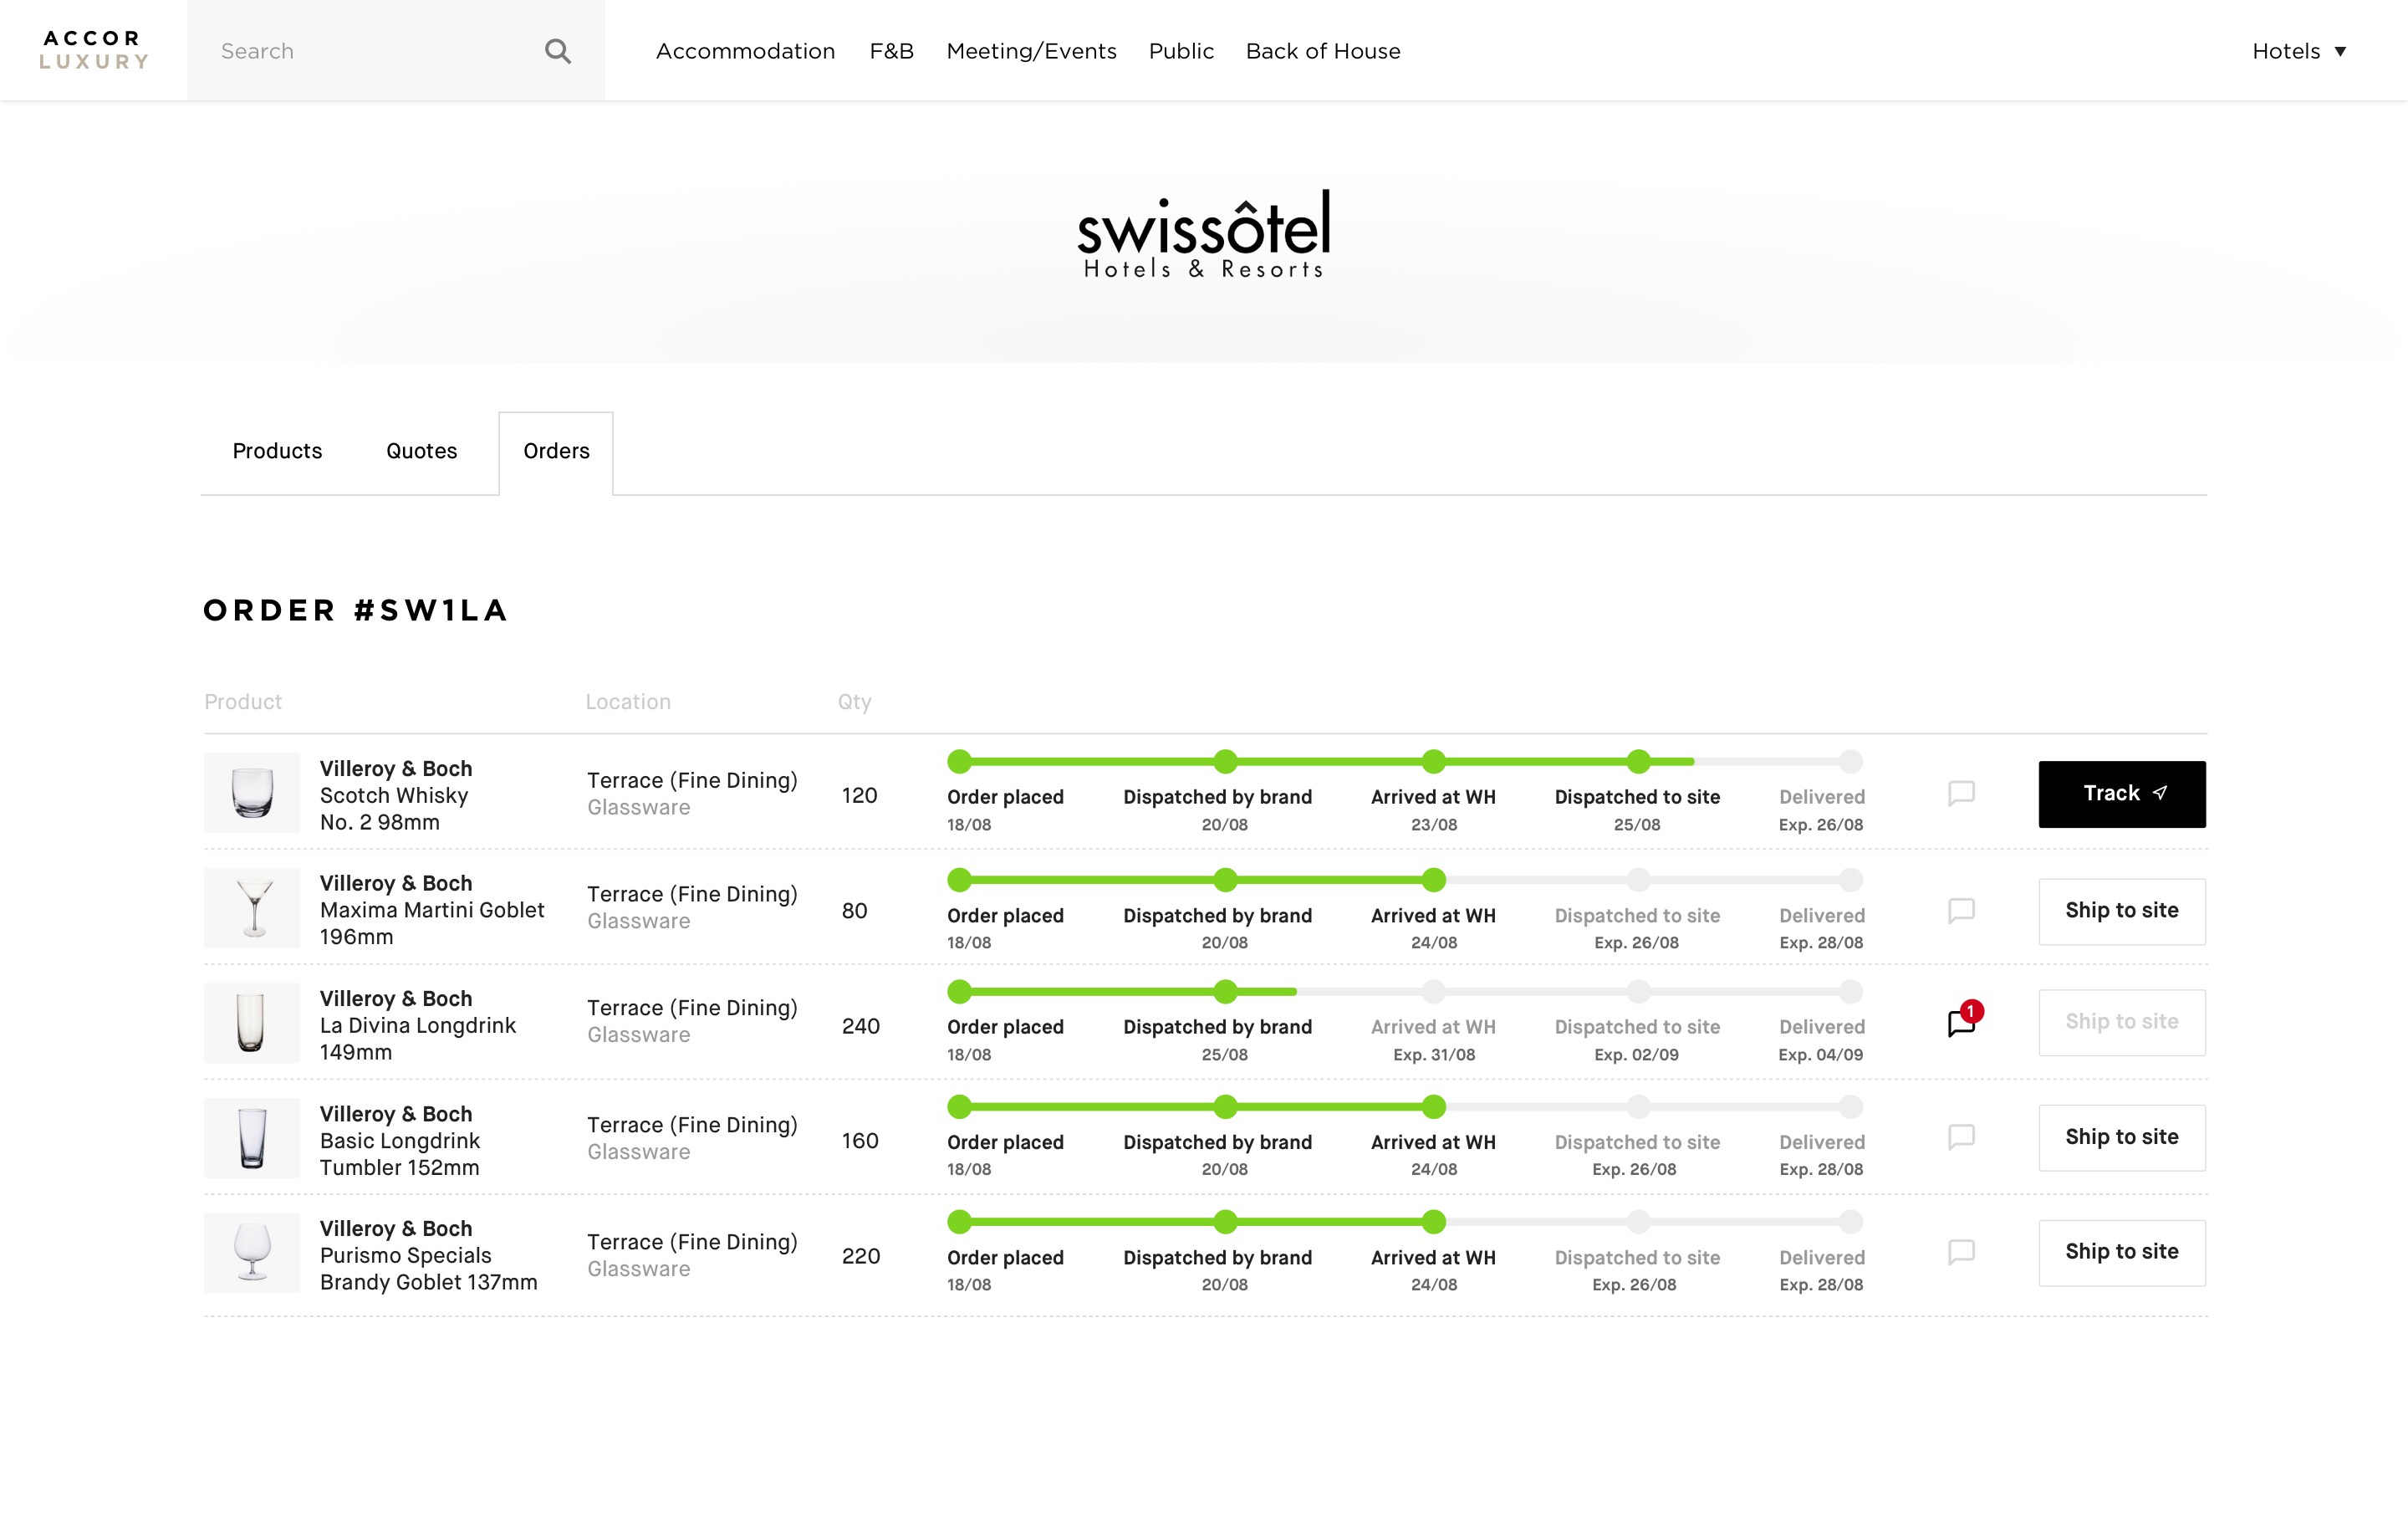 ACCOR
LUXURY
Search
Accommodation F&B Meeting/Events Public Back of House
Hotels ▼
swissôtel
Hotels & Resorts
Products Quotes Orders
ORDER #SW1LA
Product Location Qty
Villeroy & Boch
Scotch Whisky
No. 2 98mm
Terrace (Fine Dining)
Glassware
120
Order placed Dispatched by brand Arrived at WH Dispatched to site Delivered
18/08 20/08 23/08 25/08 Exp. 26/08
Track
Villeroy & Boch
Maxima Martini Goblet
196mm
Terrace (Fine Dining)
Glassware
80
Order placed Dispatched by brand Arrived at WH Dispatched to site Delivered
18/08 20/08 24/08 Exp. 26/08 Exp. 28/08
Ship to site
Villeroy & Boch
La Divina Longdrink
149mm
Terrace (Fine Dining)
Glassware
240
Order placed Dispatched by brand Arrived at WH Dispatched to site Delivered
18/08 25/08 Exp. 31/08 Exp. 02/09 Exp. 04/09
1
Ship to site
Villeroy & Boch
Basic Longdrink
Tumbler 152mm
Terrace (Fine Dining)
Glassware
160
Order placed Dispatched by brand Arrived at WH Dispatched to site Delivered
18/08 20/08 24/08 Exp. 26/08 Exp. 28/08
Ship to site
Villeroy & Boch
Purismo Specials
Brandy Goblet 137mm
Terrace (Fine Dining)
Glassware
220
Order placed Dispatched by brand Arrived at WH Dispatched to site Delivered
18/08 20/08 24/08 Exp. 26/08 Exp. 28/08
Ship to site